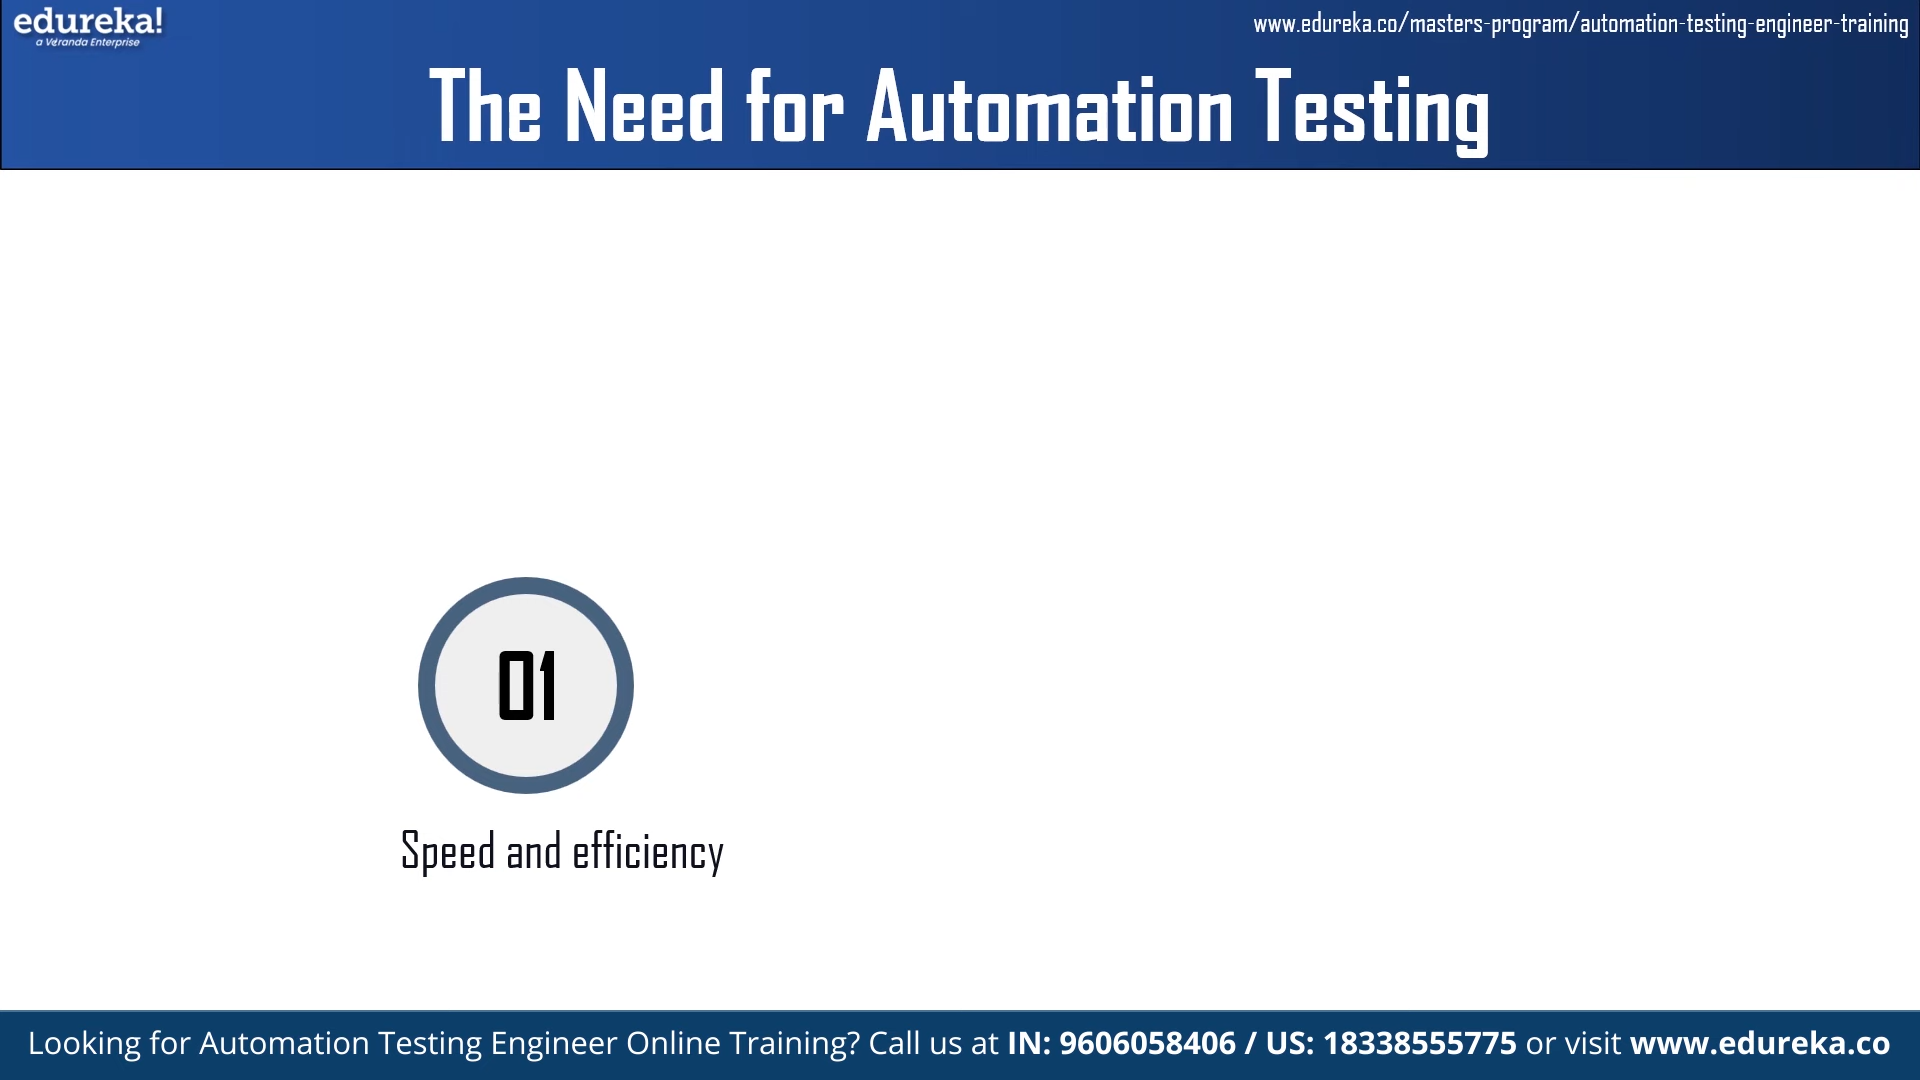 edureka!
a Veranda Enterprise
www.edureka.co/masters-program/automation-testing-engineer-training
The Need for Automation Testing
01
Speed and efficiency
Looking for Automation Testing Engineer Online Training? Call us at IN: 9606058406 / US: 18338555775 or visit www.edureka.co